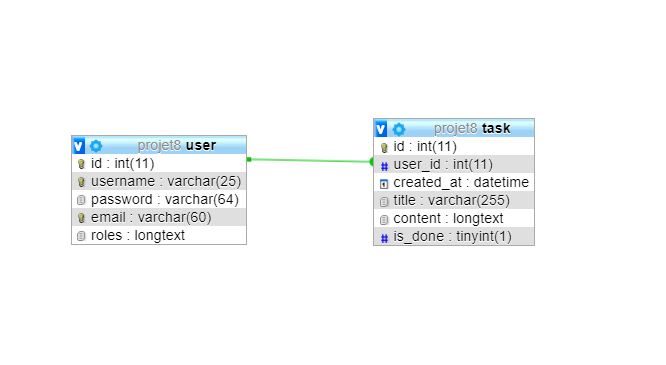 projet8 user
id : int(11)
username : varchar(25)
password : varchar(64)
email : varchar(60)
roles : longtext
projet8 task
id : int(11)
user_id : int(11)
created_at : datetime
title : varchar(255)
content : longtext
is_done : tinyint(1)